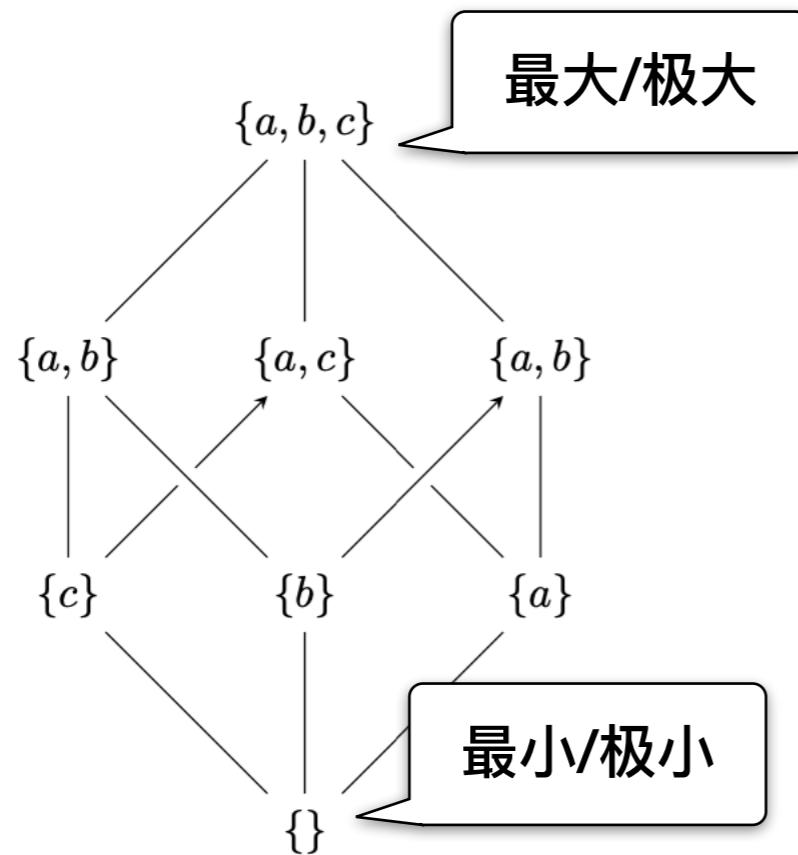 最大/极大
{a, b, c}
{a, b} {a, c} {a, b}
{c} {b} {a}
最小/极小
{}